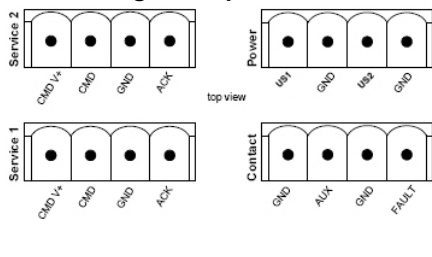 Service 2
CMD V+
CMD
GND
ACK
Power
US1
GND
US2
GND
top view
Service 1
CMD V+
CMD
GND
ACK
Contact
GND
AUX
GND
FAULT